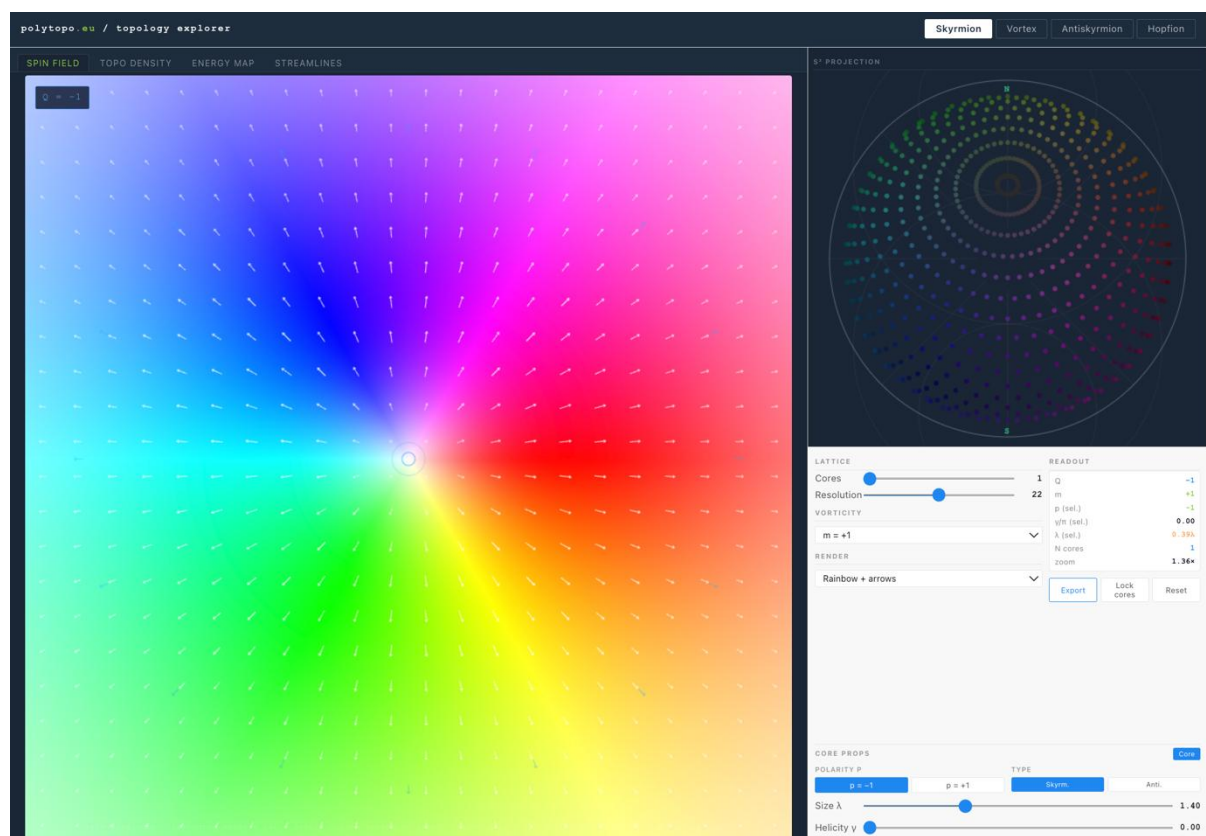 polytopo.eu / topology explorer
Skyrmion Vortex Antiskyrmion Hopfion
SPIN FIELD TOPO DENSITY ENERGY MAP STREAMLINES
S² PROJECTION
Q = −1
N
S
LATTICE
Cores 1
Resolution 22
VORTICITY
m = +1
RENDER
Rainbow + arrows
READOUT
Q −1
m +1
p (sel.) −1
γ/π (sel.) 0.00
λ (sel.) 0.39λ
N cores 1
zoom 1.36×
Export Lock cores Reset
CORE PROPS Core
POLARITY P TYPE
p = −1 p = +1 Skyrm. Anti.
Size λ 1.40
Helicity γ 0.00